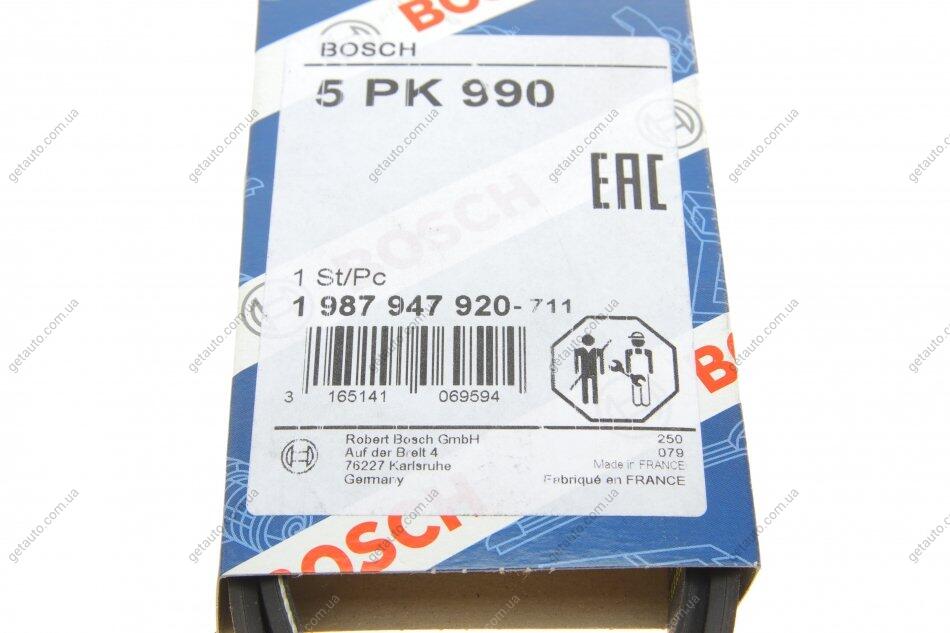 BOSCH
BOSCH
5 PK 990
EAC
BOSCH
1 St/Pc
1 987 947 920-711
3 165141 069594
BOSCH
Robert Bosch GmbH
Auf der Breit 4
76227 Karlsruhe
Germany
250
079
Made in FRANCE
Fabriqué en FRANCE
BOSCH
getauto.com.ua